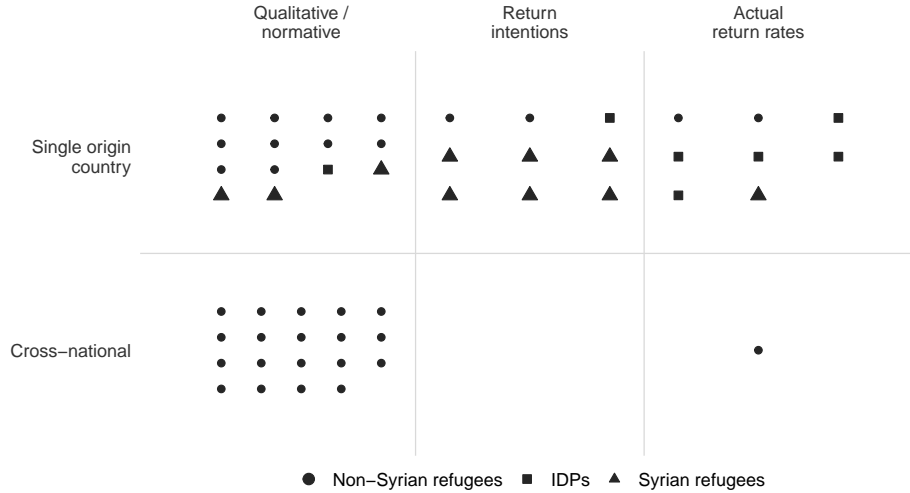 Qualitative /
normative
Return
intentions
Actual
return rates
Single origin
country
Cross−national
Non−Syrian refugees
IDPs
Syrian refugees